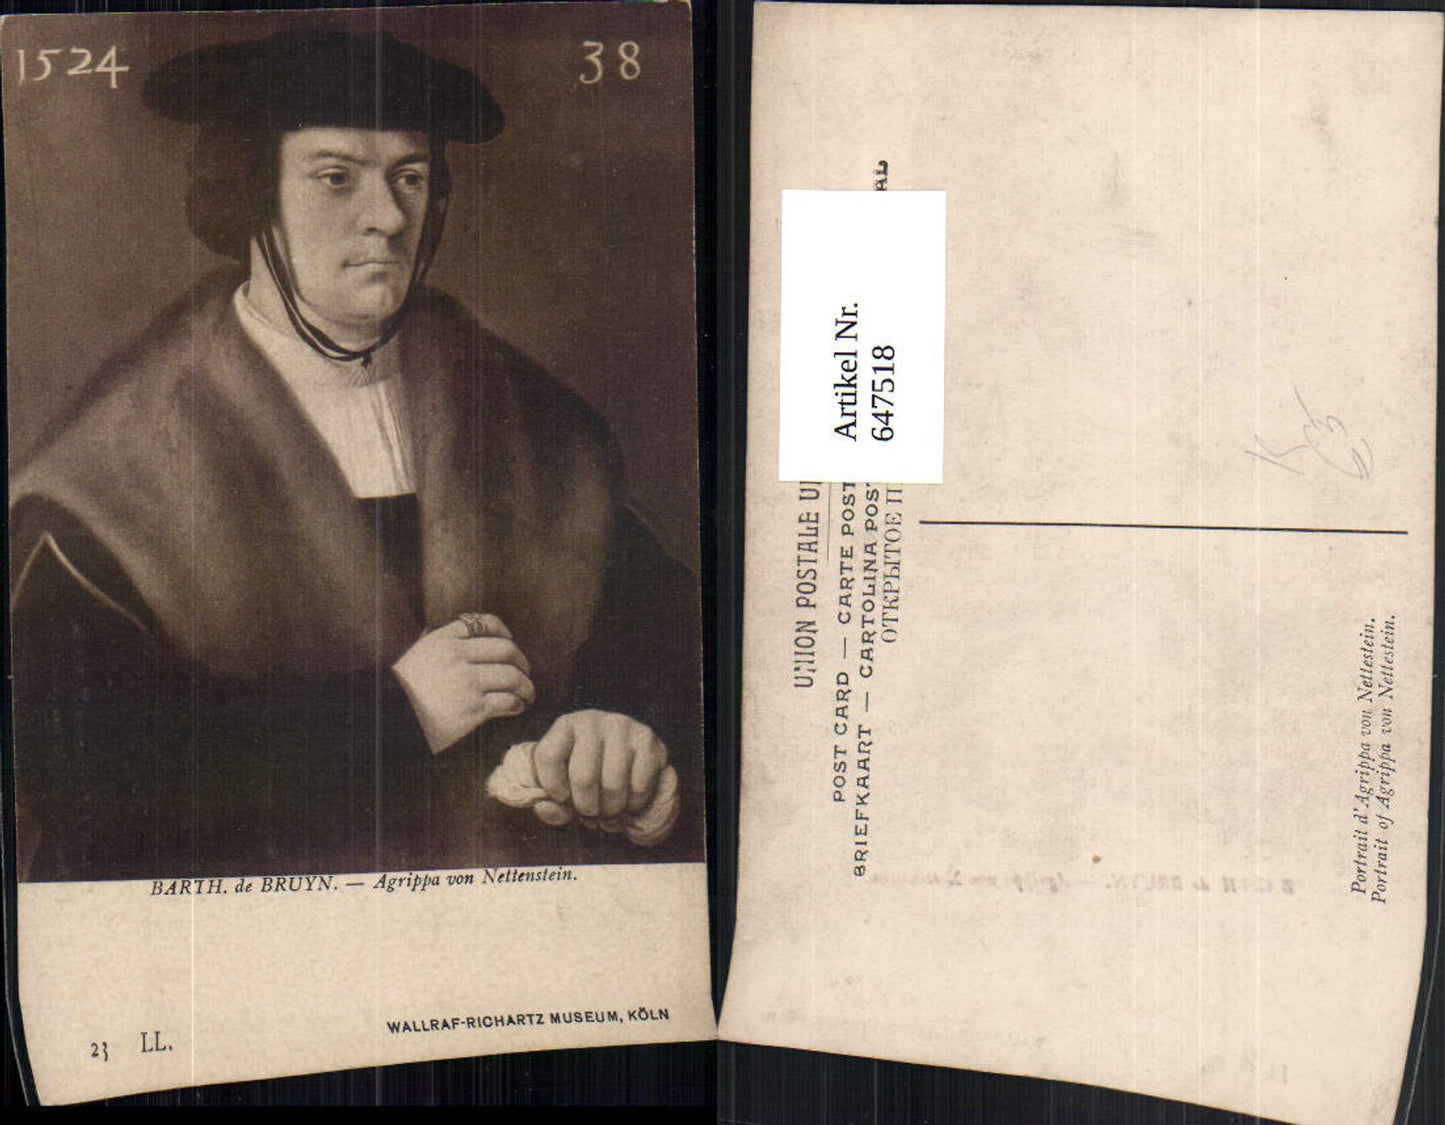 1524 38
BARTH. de BRUYN. — Agrippa von Nettenstein.
WALLRAF-RICHARTZ MUSEUM, KÖLN
23 LL.
AL
Artikel Nr.
647518
UNION POSTALE
POST CARD — CARTE POST
BRIEFKAART — CARTOLINA POST
ОТКРЫТОЕ П
Portrait d'Agrippa von Nettestein.
Portrait of Agrippa von Nettestein.